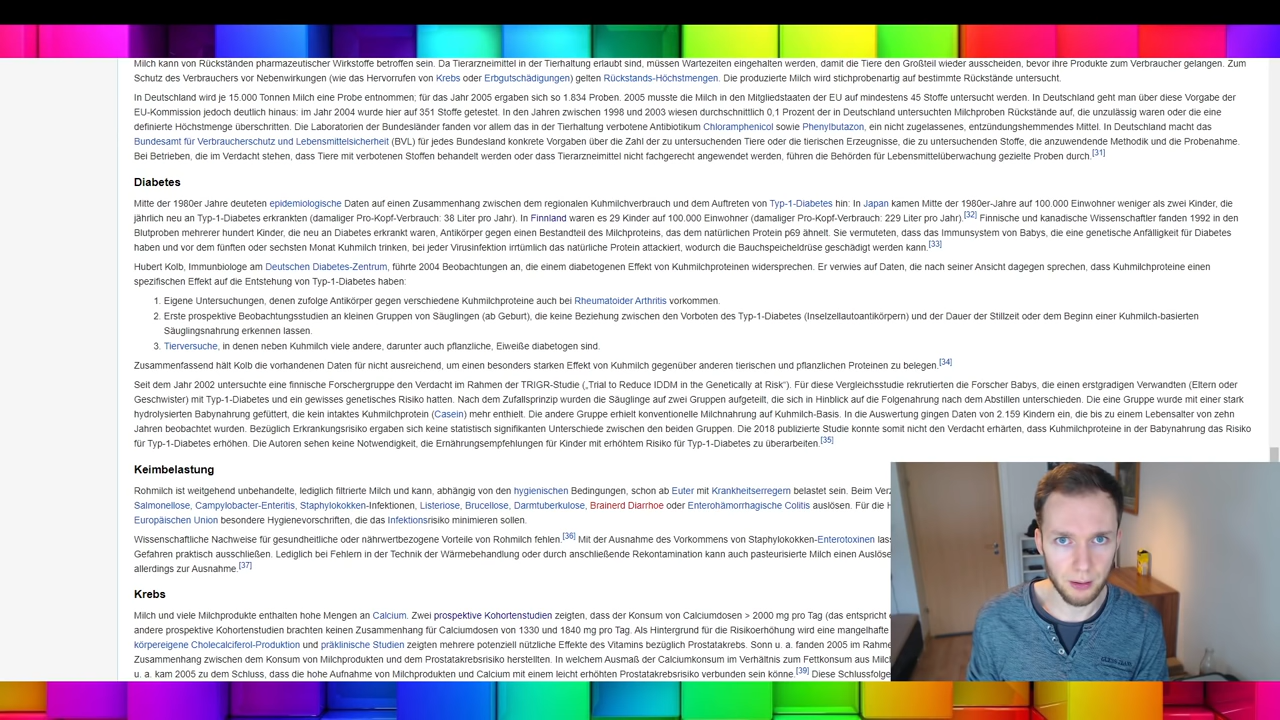 Milch kann von Rückständen pharmazeutischer Wirkstoffe betroffen sein. Da Tierarzneimittel in der Tierhaltung erlaubt sind, müssen Wartezeiten eingehalten werden, damit die Tiere den Großteil wieder ausscheiden, bevor ihre Produkte zum Verbraucher gelangen. Zum
Schutz des Verbrauchers vor Nebenwirkungen (wie das Hervorrufen von Krebs oder Erbgutschädigungen) gelten Rückstands-Höchstmengen. Die produzierte Milch wird stichprobenartig auf bestimmte Rückstände untersucht.
In Deutschland wird je 15.000 Tonnen Milch eine Probe entnommen; für das Jahr 2005 ergaben sich so 1.834 Proben. 2005 musste die Milch in den Mitgliedstaaten der EU auf mindestens 45 Stoffe untersucht werden. In Deutschland geht man über diese Vorgabe der
EU-Kommission jedoch deutlich hinaus: im Jahr 2004 wurde hier auf 351 Stoffe getestet. In den Jahren zwischen 1998 und 2003 wiesen durchschnittlich 0,1 Prozent der in Deutschland untersuchten Milchproben Rückstände auf, die unzulässig waren oder die eine
definierte Höchstmenge überschritten. Die Laboratorien der Bundesländer fanden vor allem das in der Tierhaltung verbotene Antibiotikum Chloramphenicol sowie Phenylbutazon, ein nicht zugelassenes, entzündungshemmendes Mittel. In Deutschland macht das
Bundesamt für Verbraucherschutz und Lebensmittelsicherheit (BVL) für jedes Bundesland konkrete Vorgaben über die Zahl der zu untersuchenden Tiere oder die tierischen Erzeugnisse, die zu untersuchenden Stoffe, die anzuwendende Methodik und die Probenahme.
Bei Betrieben, die im Verdacht stehen, dass Tiere mit verbotenen Stoffen behandelt werden oder dass Tierarzneimittel nicht fachgerecht angewendet werden, führen die Behörden für Lebensmittelüberwachung gezielte Proben durch.[31]
Diabetes
Mitte der 1980er Jahre deuteten epidemiologische Daten auf einen Zusammenhang zwischen dem regionalen Kuhmilchverbrauch und dem Auftreten von Typ-1-Diabetes hin: In Japan kamen Mitte der 1980er-Jahre auf 100.000 Einwohner weniger als zwei Kinder, die
jährlich neu an Typ-1-Diabetes erkrankten (damaliger Pro-Kopf-Verbrauch: 38 Liter pro Jahr). In Finnland waren es 29 Kinder auf 100.000 Einwohner (damaliger Pro-Kopf-Verbrauch: 229 Liter pro Jahr).[32] Finnische und kanadische Wissenschaftler fanden 1992 in den
Blutproben mehrerer hundert Kinder, die neu an Diabetes erkrankt waren, Antikörper gegen einen Bestandteil des Milchproteins, das dem natürlichen Protein p69 ähnelt. Sie vermuteten, dass das Immunsystem von Babys, die eine genetische Anfälligkeit für Diabetes
haben und vor dem fünften oder sechsten Monat Kuhmilch trinken, bei jeder Virusinfektion irrtümlich das natürliche Protein attackiert, wodurch die Bauchspeicheldrüse geschädigt werden kann.[33]
Hubert Kolb, Immunbiologe am Deutschen Diabetes-Zentrum, führte 2004 Beobachtungen an, die einem diabetogenen Effekt von Kuhmilchproteinen widersprechen. Er verwies auf Daten, die nach seiner Ansicht dagegen sprechen, dass Kuhmilchproteine einen
spezifischen Effekt auf die Entstehung von Typ-1-Diabetes haben:
1. Eigene Untersuchungen, denen zufolge Antikörper gegen verschiedene Kuhmilchproteine auch bei Rheumatoider Arthritis vorkommen.
2. Erste prospektive Beobachtungsstudien an kleinen Gruppen von Säuglingen (ab Geburt), die keine Beziehung zwischen den Vorboten des Typ-1-Diabetes (Inselzellautoantikörpern) und der Dauer der Stillzeit oder dem Beginn einer Kuhmilch-basierten
Säuglingsnahrung erkennen lassen.
3. Tierversuche, in denen neben Kuhmilch viele andere, darunter auch pflanzliche, Eiweiße diabetogen sind.
Zusammenfassend hält Kolb die vorhandenen Daten für nicht ausreichend, um einen besonders starken Effekt von Kuhmilch gegenüber anderen tierischen und pflanzlichen Proteinen zu belegen.[34]
Seit dem Jahr 2002 untersuchte eine finnische Forschergruppe den Verdacht im Rahmen der TRIGR-Studie („Trial to Reduce IDDM in the Genetically at Risk“). Für diese Vergleichsstudie rekrutierten die Forscher Babys, die einen erstgradigen Verwandten (Eltern oder
Geschwister) mit Typ-1-Diabetes und ein gewisses genetisches Risiko hatten. Nach dem Zufallsprinzip wurden die Säuglinge auf zwei Gruppen aufgeteilt, die sich in Hinblick auf die Folgenahrung nach dem Abstillen unterschieden. Die eine Gruppe wurde mit einer stark
hydrolysierten Babynahrung gefüttert, die kein intaktes Kuhmilchprotein (Casein) mehr enthielt. Die andere Gruppe erhielt konventionelle Milchnahrung auf Kuhmilch-Basis. In die Auswertung gingen Daten von 2.159 Kindern ein, die bis zu einem Lebensalter von zehn
Jahren beobachtet wurden. Bezüglich Erkrankungsrisiko ergaben sich keine statistisch signifikanten Unterschiede zwischen den beiden Gruppen. Die 2018 publizierte Studie konnte somit nicht den Verdacht erhärten, dass Kuhmilchproteine in der Babynahrung das Risiko
für Typ-1-Diabetes erhöhen. Die Autoren sehen keine Notwendigkeit, die Ernährungsempfehlungen für Kinder mit erhöhtem Risiko für Typ-1-Diabetes zu überarbeiten.[35]
Keimbelastung
Rohmilch ist weitgehend unbehandelte, lediglich filtrierte Milch und kann, abhängig von den hygienischen Bedingungen, schon ab Euter mit Krankheitserregern belastet sein. Beim Verz
Salmonellose, Campylobacter-Enteritis, Staphylokokken-Infektionen, Listeriose, Brucellose, Darmtuberkulose, Brainerd Diarrhoe oder Enterohämorrhagische Colitis auslösen. Für die H
Europäischen Union besondere Hygienevorschriften, die das Infektionsrisiko minimieren sollen.
Wissenschaftliche Nachweise für gesundheitliche oder nährwertbezogene Vorteile von Rohmilch fehlen.[36] Mit der Ausnahme des Vorkommens von Staphylokokken-Enterotoxinen lass
Gefahren praktisch ausschließen. Lediglich bei Fehlern in der Technik der Wärmebehandlung oder durch anschließende Rekontamination kann auch pasteurisierte Milch einen Auslöse
allerdings zur Ausnahme.[37]
Krebs
Milch und viele Milchprodukte enthalten hohe Mengen an Calcium. Zwei prospektive Kohortenstudien zeigten, dass der Konsum von Calciumdosen > 2000 mg pro Tag (das entspricht e
andere prospektive Kohortenstudien brachten keinen Zusammenhang für Calciumdosen von 1330 und 1840 mg pro Tag. Als Hintergrund für die Risikoerhöhung wird eine mangelhafte
körpereigene Cholecalciferol-Produktion und präklinische Studien zeigten mehrere potenziell nützliche Effekte des Vitamins bezüglich Prostatakrebs. Sonn u. a. fanden 2005 im Rahme
Zusammenhang zwischen dem Konsum von Milchprodukten und dem Prostatakrebsrisiko herstellten. In welchem Ausmaß der Calciumkonsum im Verhältnis zum Fettkonsum aus Milch
u. a. kam 2005 zu dem Schluss, dass die hohe Aufnahme von Milchprodukten und Calcium mit einem leicht erhöhten Prostatakrebsrisiko verbunden sein könne.[39] Diese Schlussfolge